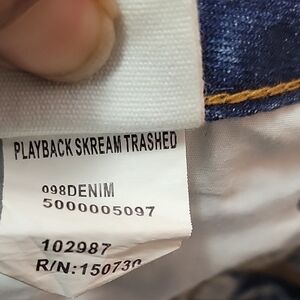 PLAYBACK SKREAM TRASHED
098DENIM
5000005097
102987
R/N:150730